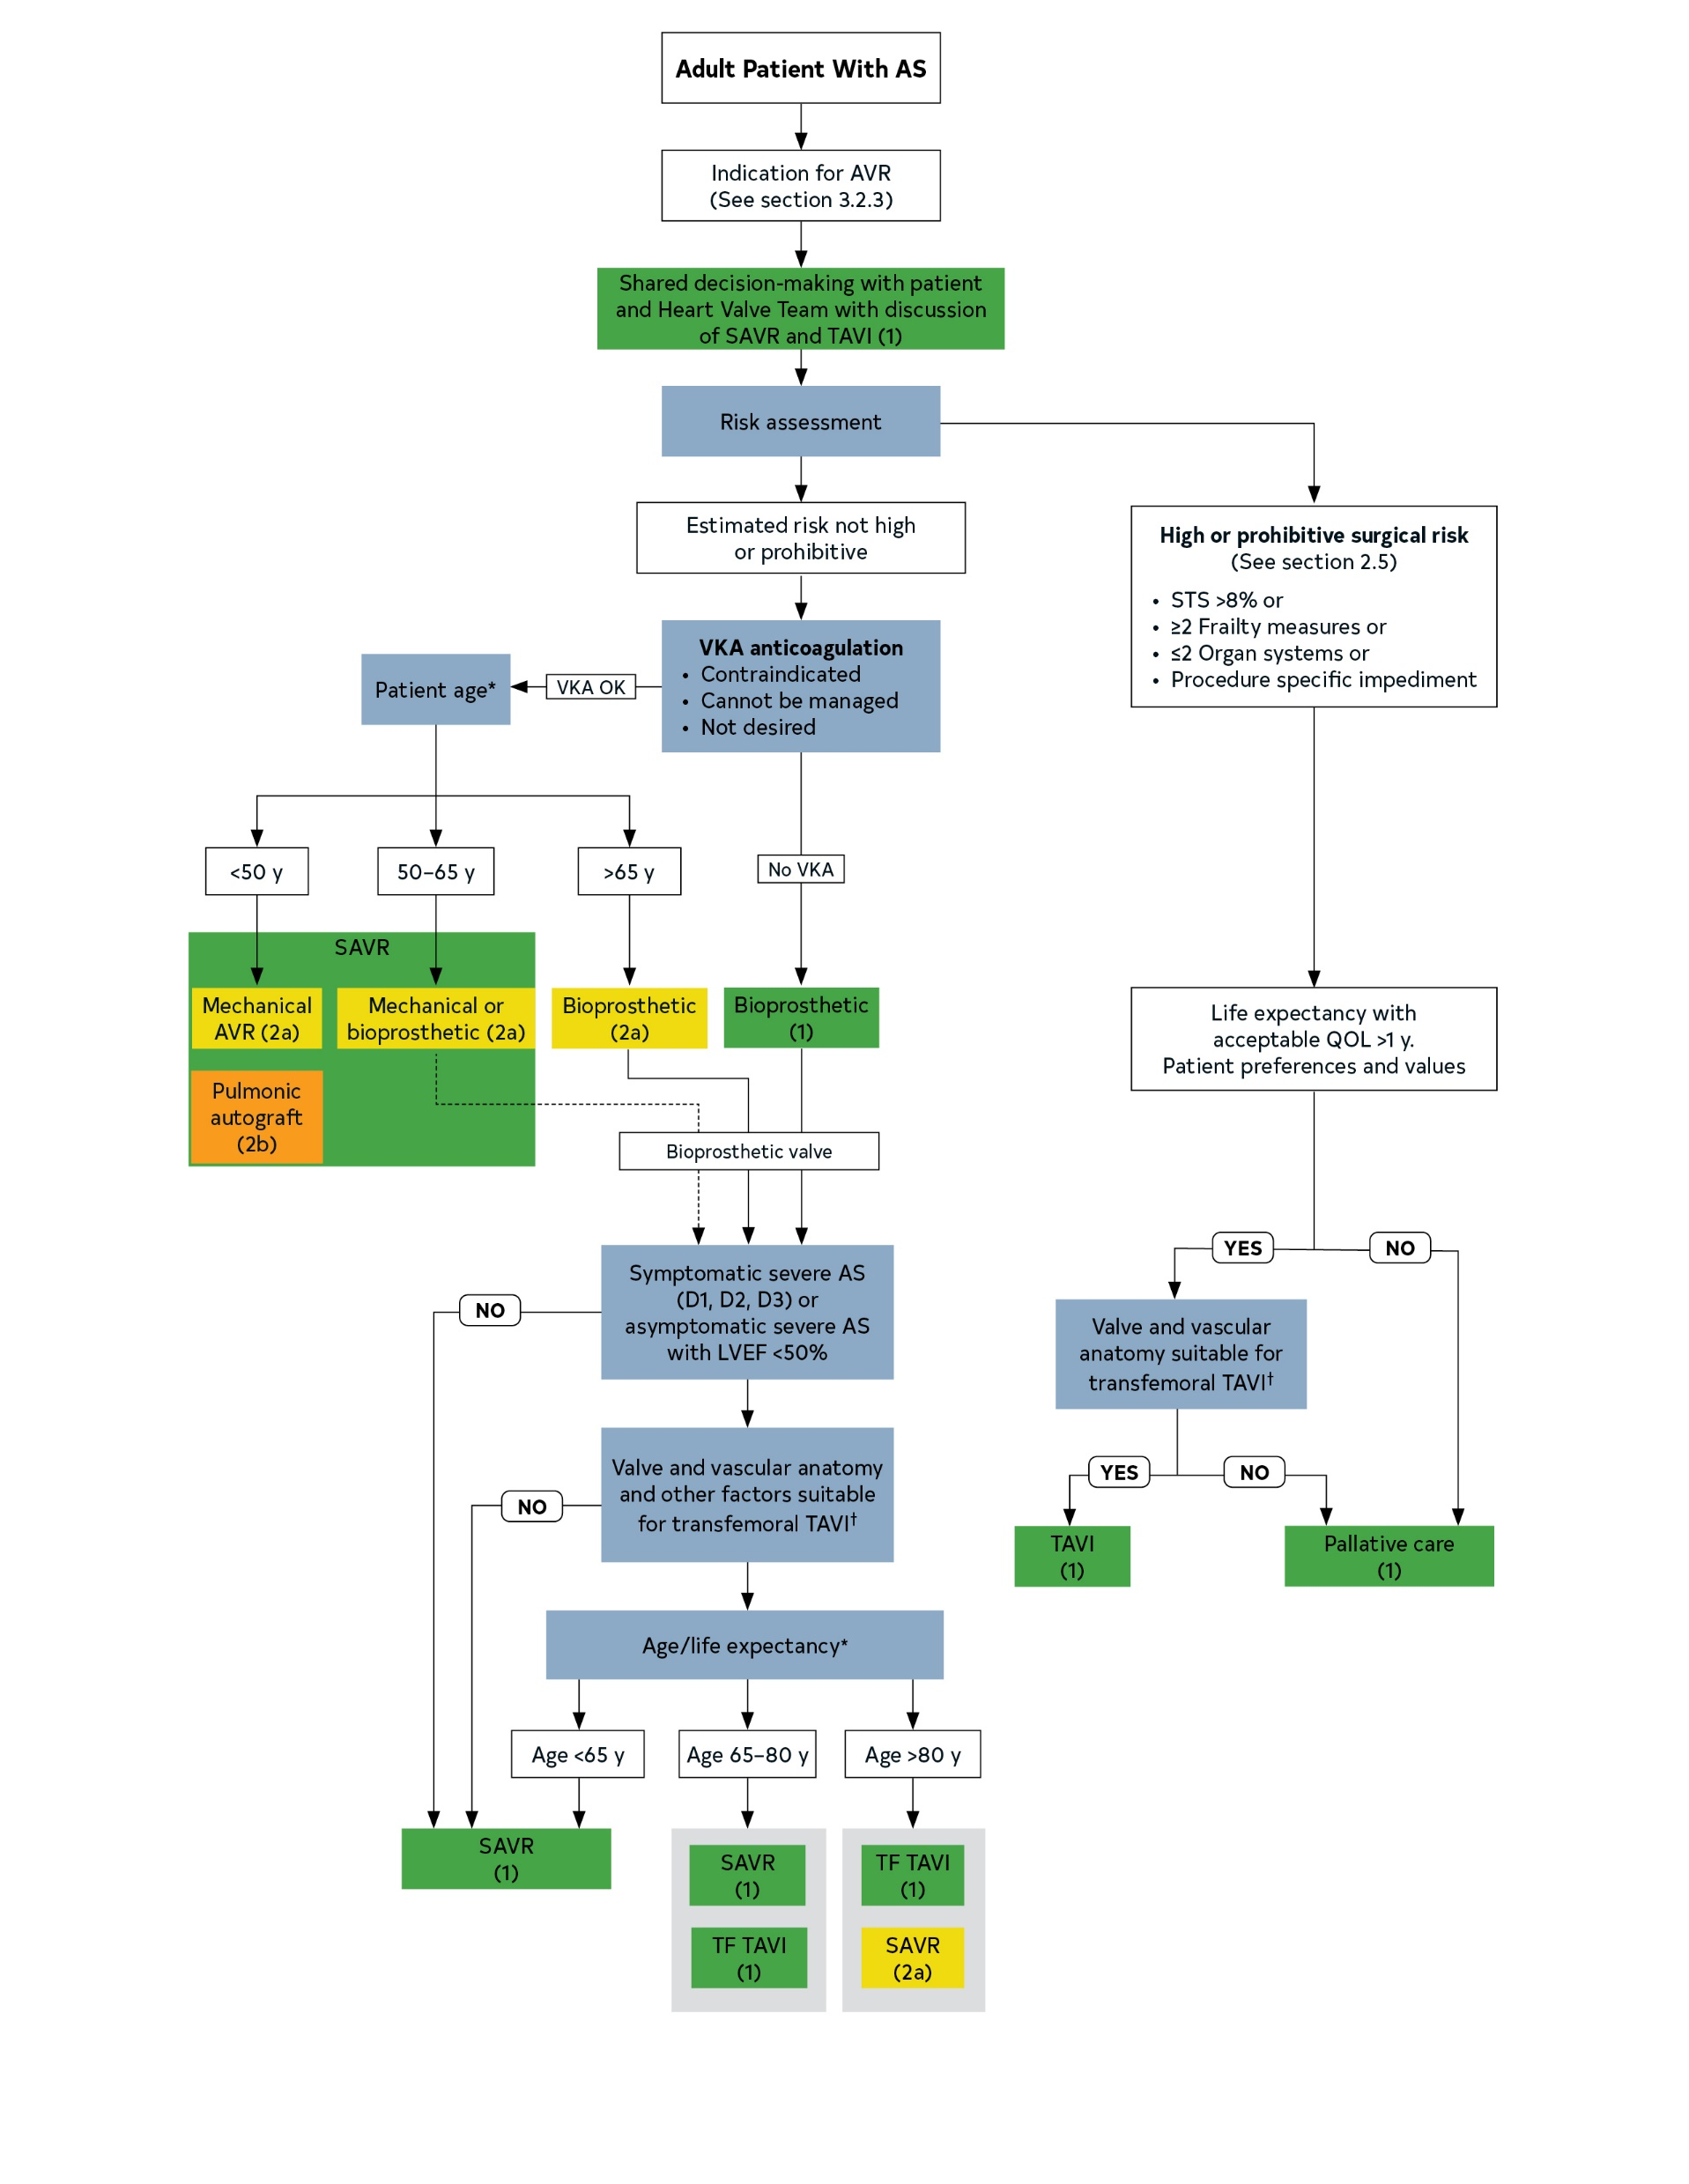 Adult Patient With AS
Indication for AVR
(See section 3.2.3)
Shared decision-making with patient
and Heart Valve Team with discussion
of SAVR and TAVI (1)
Risk assessment
Estimated risk not high
or prohibitive
High or prohibitive surgical risk
(See section 2.5)
• STS >8% or
• ≥2 Frailty measures or
• ≤2 Organ systems or
• Procedure specific impediment
VKA anticoagulation
• Contraindicated
• Cannot be managed
• Not desired
VKA OK
Patient age*
<50 y
50–65 y
>65 y
No VKA
SAVR
Mechanical
AVR (2a)
Mechanical or
bioprosthetic (2a)
Bioprosthetic
(2a)
Bioprosthetic
(1)
Pulmonic
autograft
(2b)
Bioprosthetic valve
Life expectancy with
acceptable QOL >1 y.
Patient preferences and values
YES
NO
Symptomatic severe AS
(D1, D2, D3) or
asymptomatic severe AS
with LVEF <50%
NO
Valve and vascular
anatomy suitable for
transfemoral TAVI†
YES
NO
TAVI
(1)
Pallative care
(1)
Valve and vascular anatomy
and other factors suitable
for transfemoral TAVI†
NO
Age/life expectancy*
Age <65 y
Age 65–80 y
Age >80 y
SAVR
(1)
SAVR
(1)
TF TAVI
(1)
TF TAVI
(1)
SAVR
(2a)